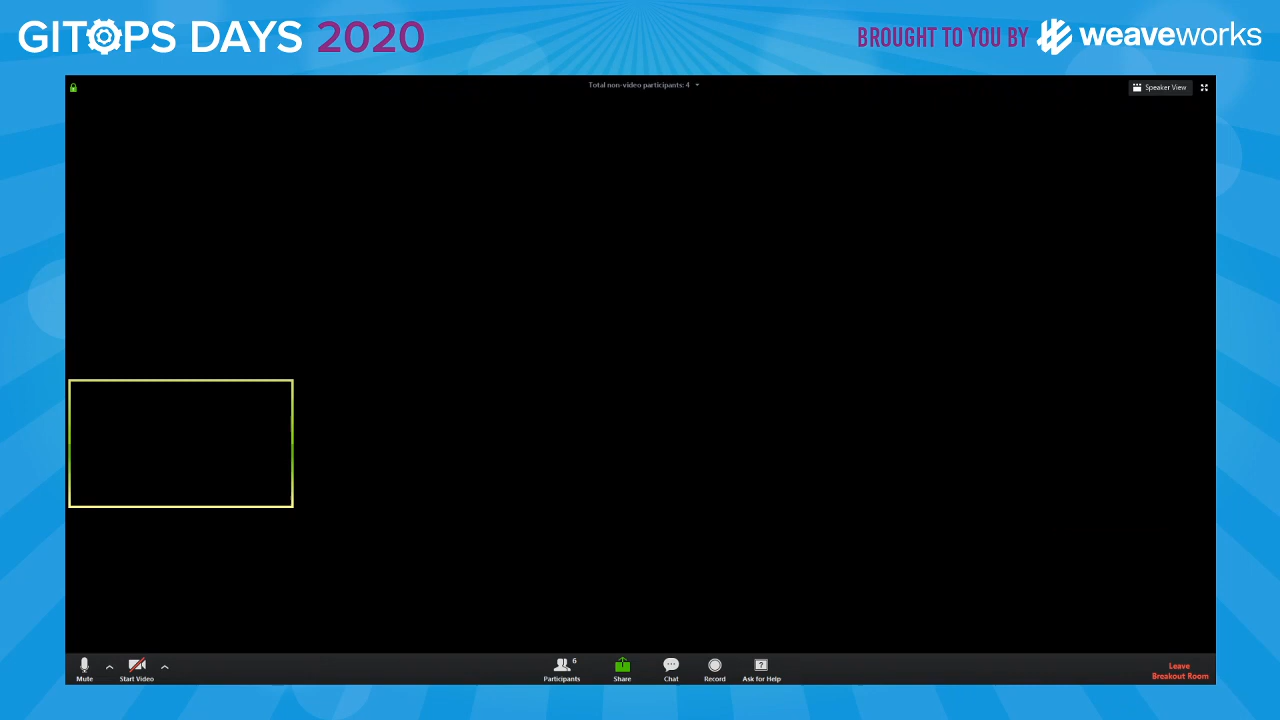 GITOPS DAYS 2020
BROUGHT TO YOU BY weaveworks
Total non-video participants: 4
Speaker View
Mute
Start Video
Participants 6
Share
Chat
Record
Ask for Help
Leave
Breakout Room